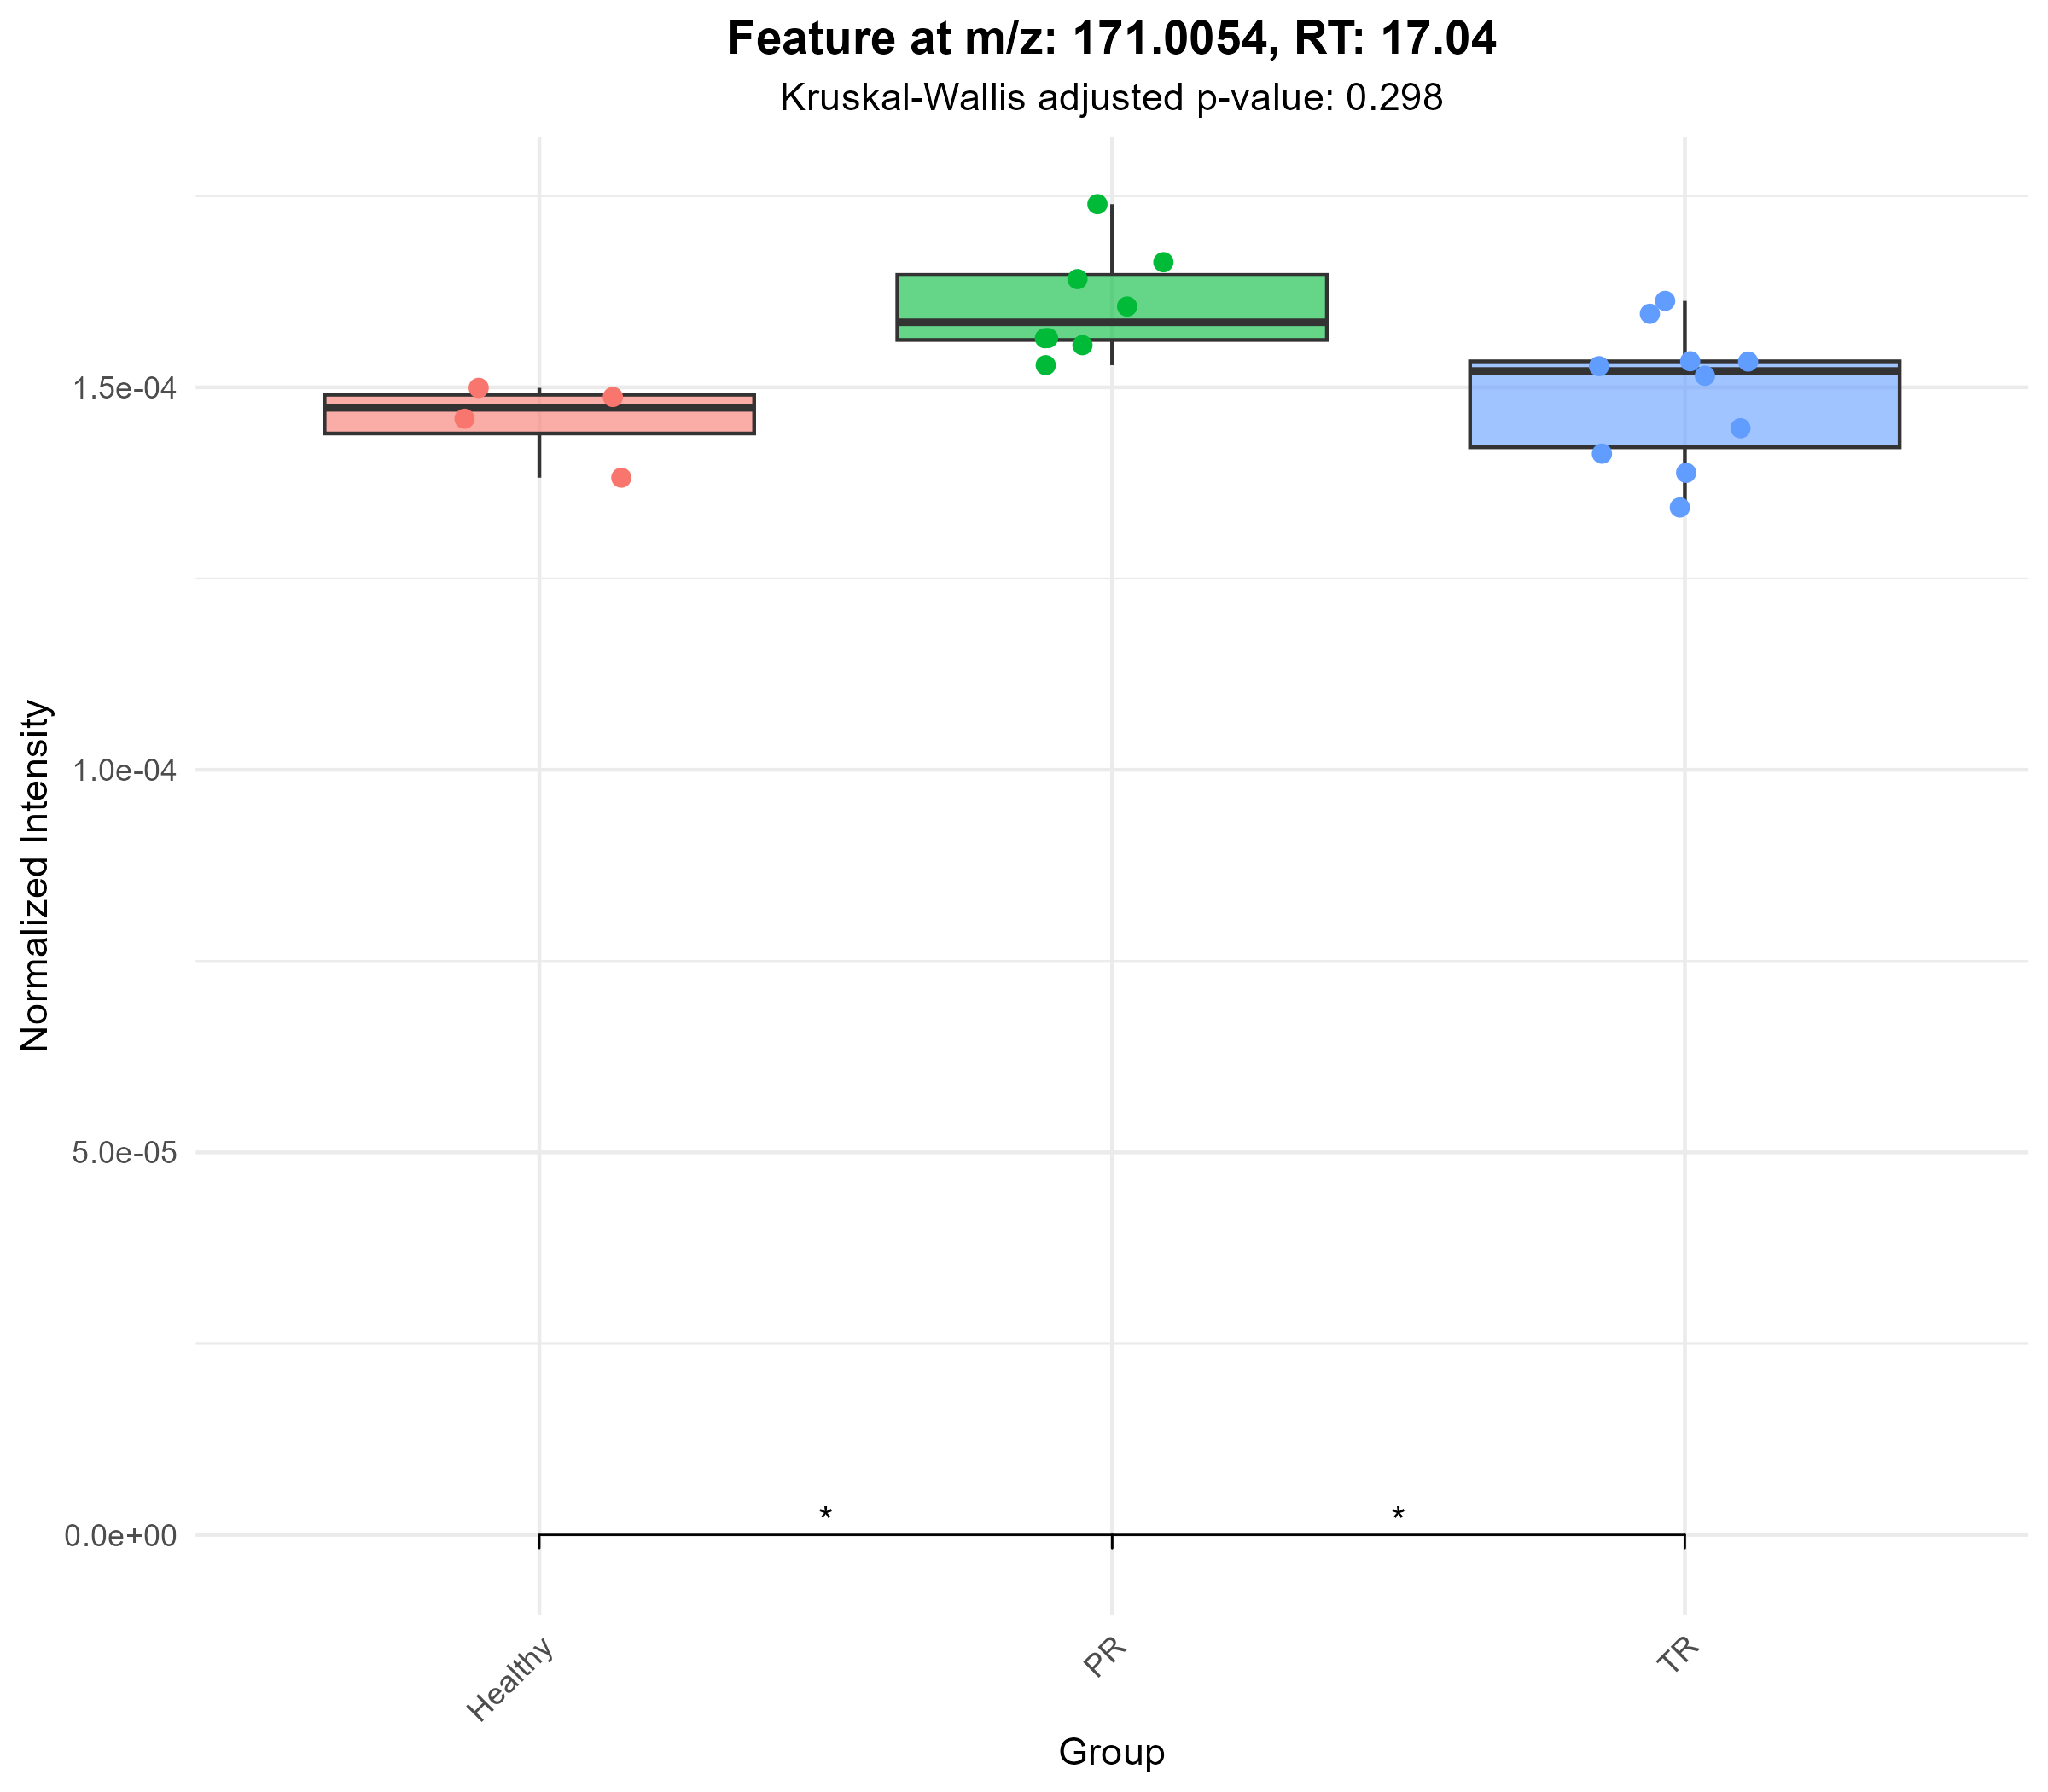 Feature at m/z: 171.0054, RT: 17.04
Kruskal-Wallis adjusted p-value: 0.298
Normalized Intensity
1.5e-04
1.0e-04
5.0e-05
0.0e+00
* *
Healthy PR TR
Group